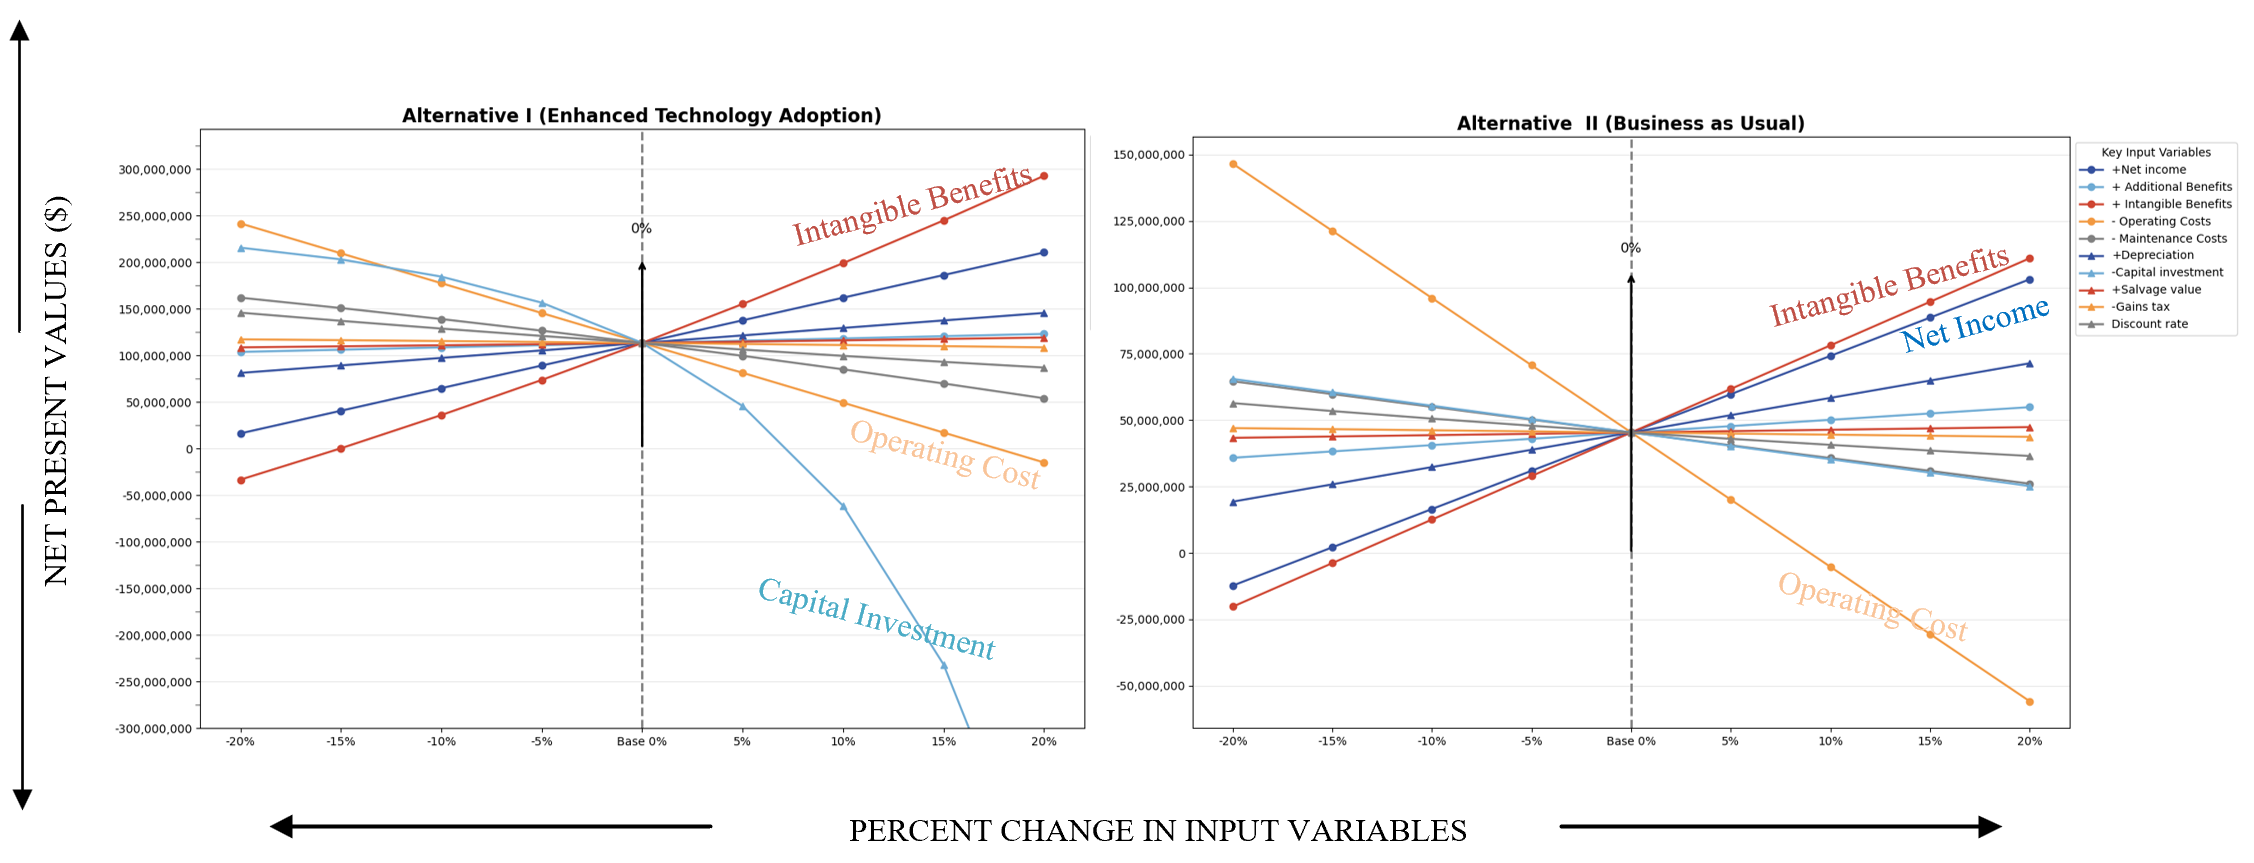 NET PRESENT VALUES ($)
Alternative I (Enhanced Technology Adoption)
300,000,000
250,000,000
200,000,000
150,000,000
100,000,000
50,000,000
0
-50,000,000
-100,000,000
-150,000,000
-200,000,000
-250,000,000
-300,000,000
0%
Intangible Benefits
Operating Cost
Capital Investment
-20% -15% -10% -5% Base 0% 5% 10% 15% 20%
Alternative II (Business as Usual)
150,000,000
125,000,000
100,000,000
75,000,000
50,000,000
25,000,000
0
-25,000,000
-50,000,000
0%
Intangible Benefits
Net Income
Operating Cost
-20% -15% -10% -5% Base 0% 5% 10% 15% 20%
Key Input Variables
+Net income
+ Additional Benefits
+ Intangible Benefits
- Operating Costs
- Maintenance Costs
+Depreciation
-Capital investment
+Salvage value
-Gains tax
Discount rate
PERCENT CHANGE IN INPUT VARIABLES